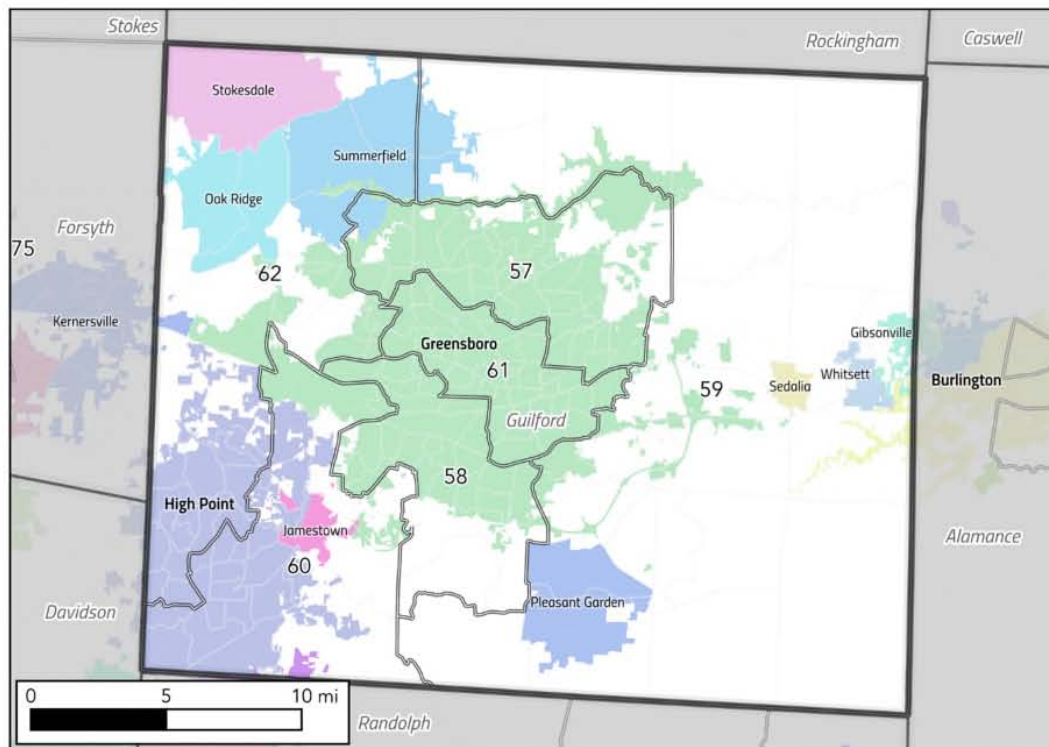 Stokes
Rockingham
Caswell
Stokesdale
Summerfield
Oak Ridge
Forsyth
75
62
57
Kernersville
Greensboro
61
59
Gibsonville
Whitsett
Sedalia
Burlington
Guilford
58
High Point
Jamestown
60
Alamance
Davidson
Pleasant Garden
0 5 10 mi
Randolph